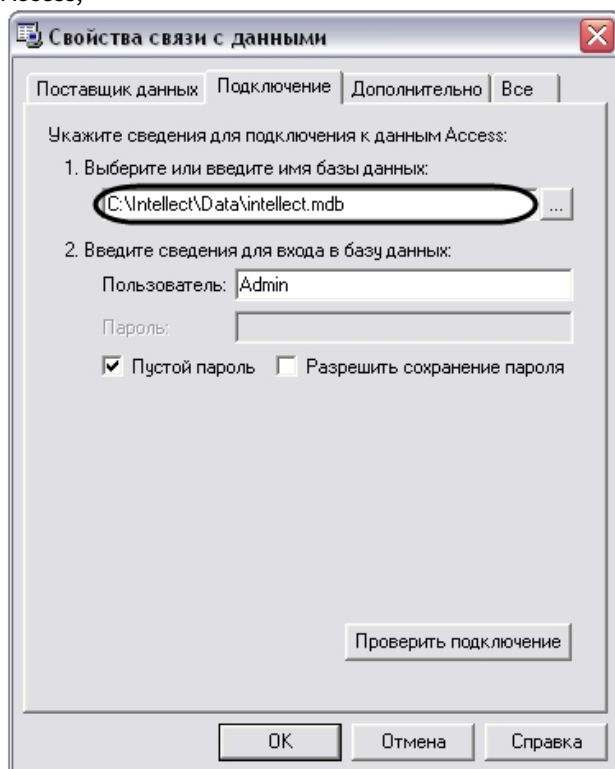 Access;
Свойства связи с данными
Поставщик данных Подключение Дополнительно Все
Укажите сведения для подключения к данным Access:
1. Выберите или введите имя базы данных:
C:\Intellect\Data\intellect.mdb ...
2. Введите сведения для входа в базу данных:
Пользователь: Admin
Пароль:
Пустой пароль Разрешить сохранение пароля
Проверить подключение
OK Отмена Справка